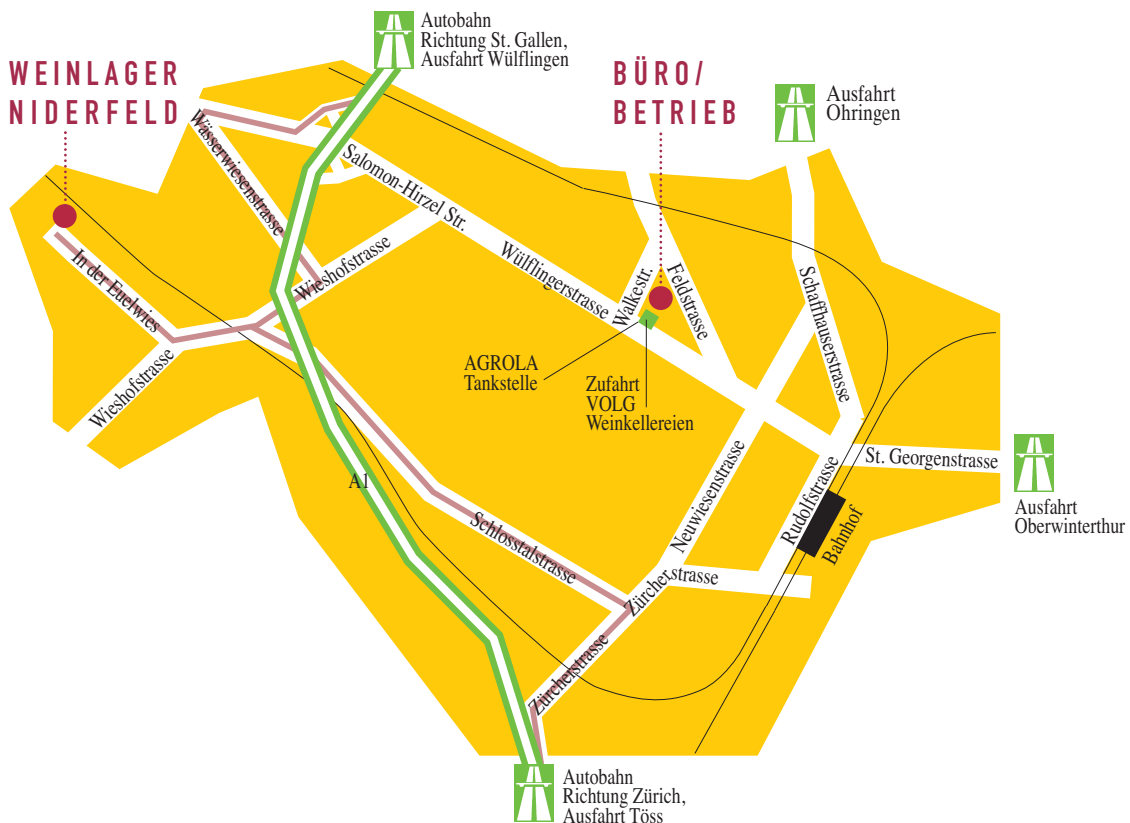 Autobahn
Richtung St. Gallen,
Ausfahrt Wülflingen
WEINLAGER
NIDERFELD
BÜRO/
BETRIEB
Ausfahrt
Ohringen
Wässerwiesenstrasse
Salomon-Hirzel Str.
Wieshofstrasse
Wülflingerstrasse
Walkestr.
Feldstrasse
Schaffhauserstrasse
In der Euelwies
Wieshofstrasse
AGROLA
Tankstelle
Zufahrt
VOLG
Weinkellereien
A1
Schlosstalstrasse
Neuwiesenstrasse
Rudolfstrasse
Bahnhof
St. Georgenstrasse
Ausfahrt
Oberwinterthur
Zürcherstrasse
Zürcherstrasse
Autobahn
Richtung Zürich,
Ausfahrt Töss